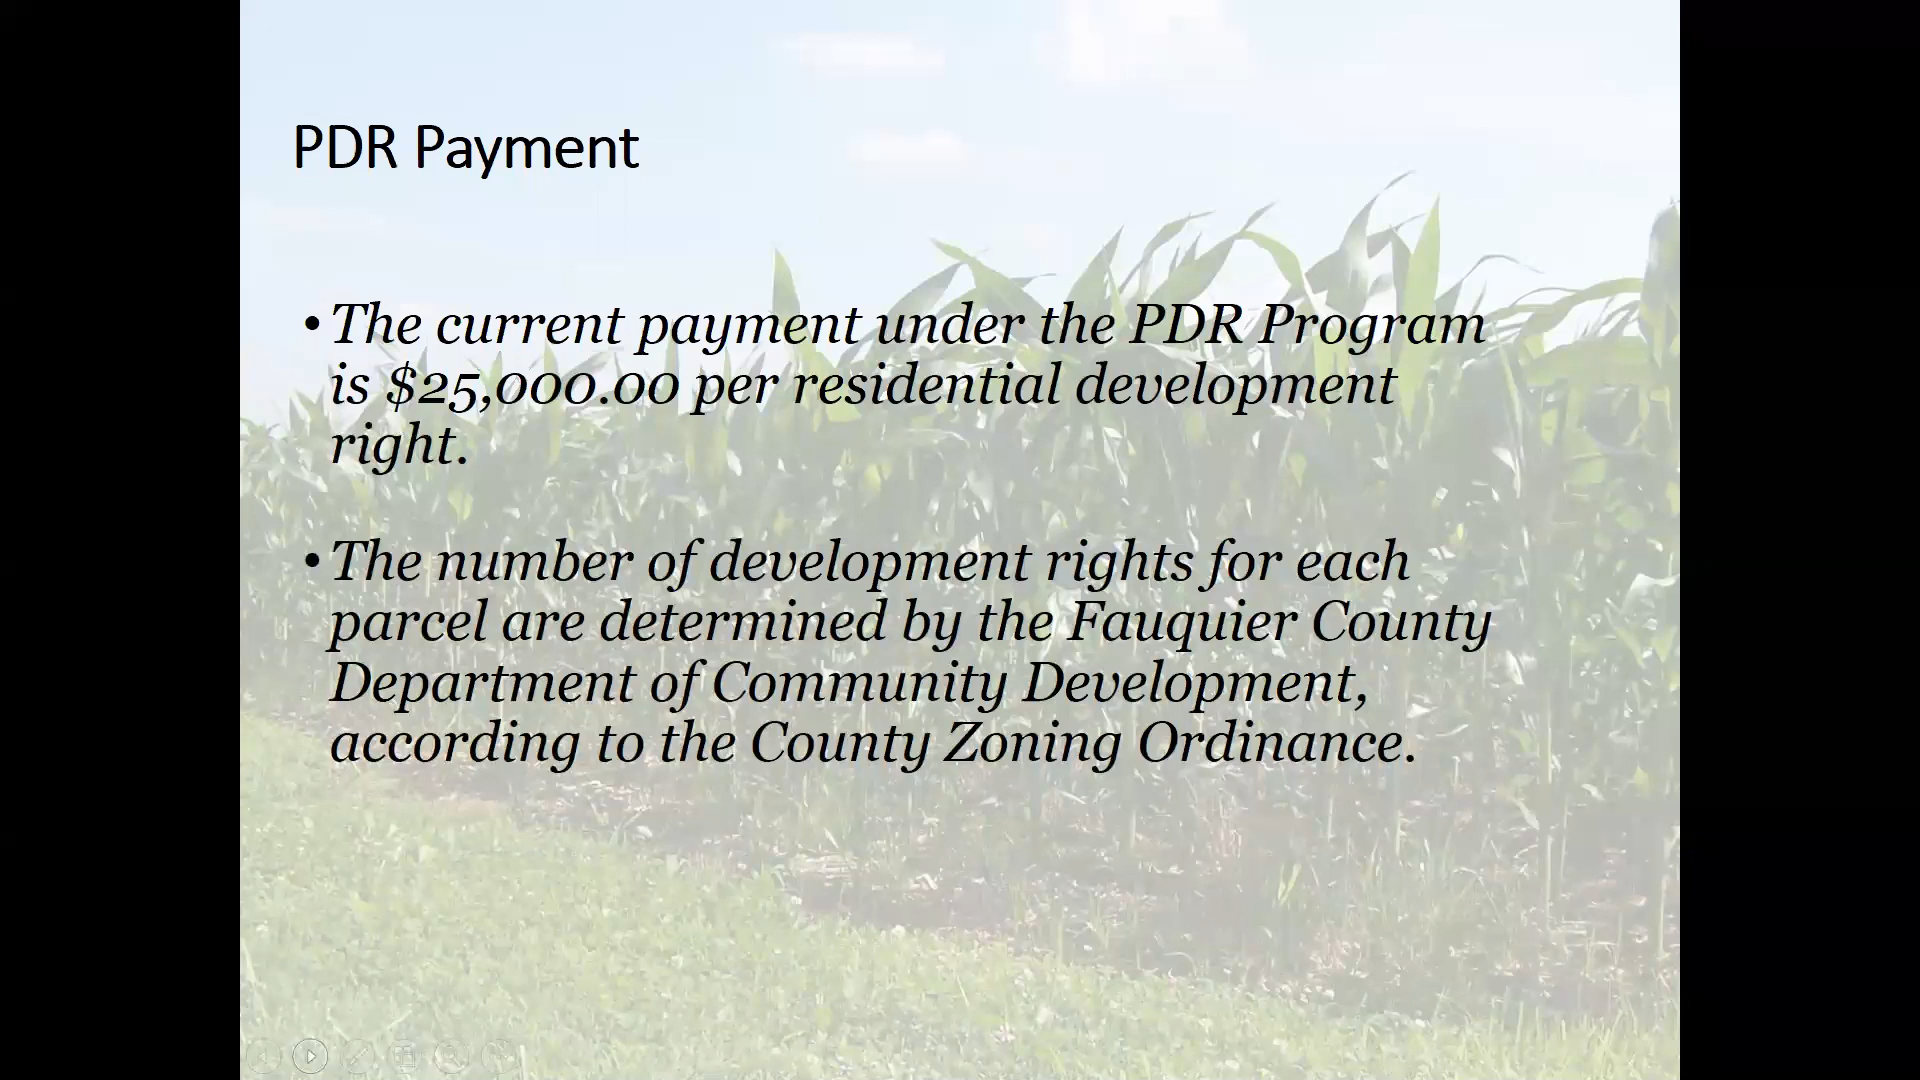 PDR Payment
• The current payment under the PDR Program
is $25,000.00 per residential development
right.
• The number of development rights for each
parcel are determined by the Fauquier County
Department of Community Development,
according to the County Zoning Ordinance.